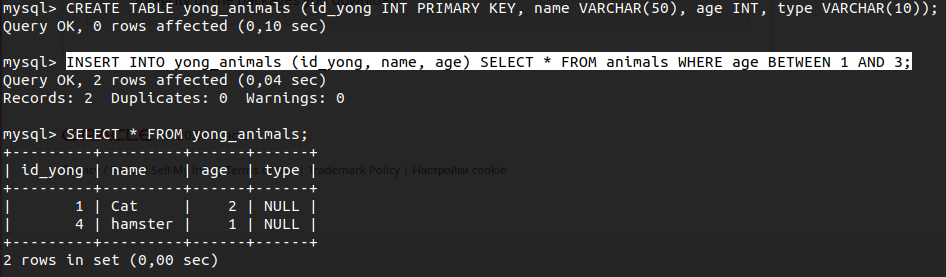 mysql> CREATE TABLE yong_animals (id_yong INT PRIMARY KEY, name VARCHAR(50), age INT, type VARCHAR(10));
Query OK, 0 rows affected (0,10 sec)
mysql> INSERT INTO yong_animals (id_yong, name, age) SELECT * FROM animals WHERE age BETWEEN 1 AND 3;
Query OK, 2 rows affected (0,04 sec)
Records: 2  Duplicates: 0  Warnings: 0
mysql> SELECT * FROM yong_animals;
+---------+---------+------+------+
| id_yong | name    | age  | type |
+---------+---------+------+------+
|       1 | Cat     |    2 | NULL |
|       4 | hamster |    1 | NULL |
+---------+---------+------+------+
2 rows in set (0,00 sec)
Sell My Trademark Policy | Настройки cookie